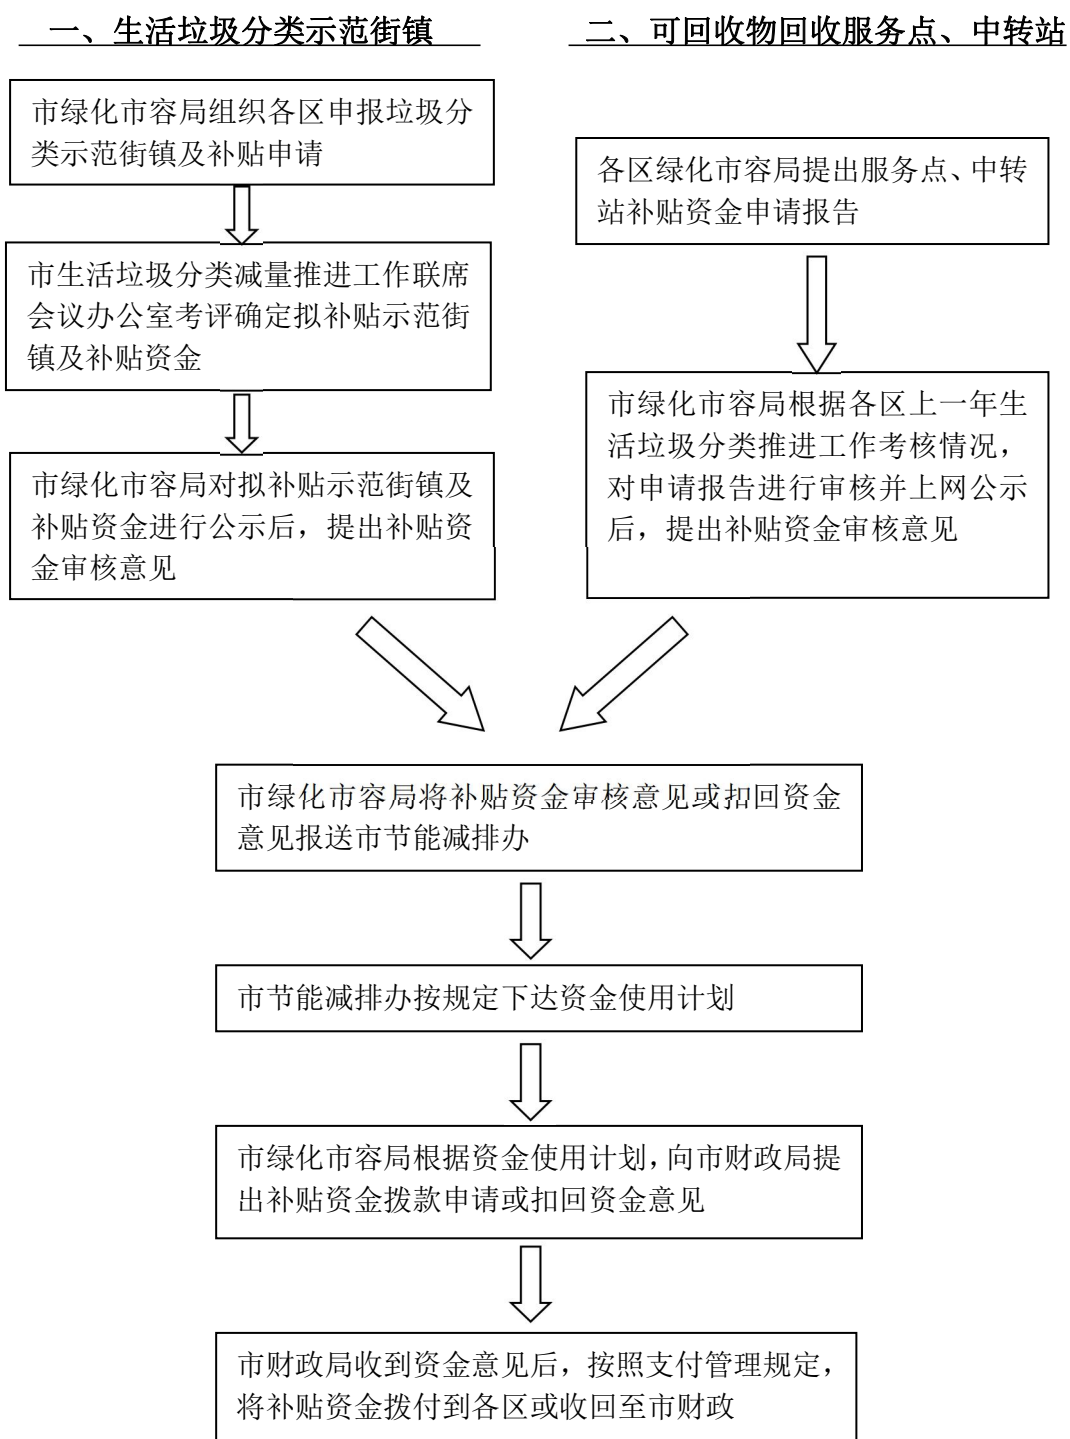 一、生活垃圾分类示范街镇
市绿化市容局组织各区申报垃圾分
类示范街镇及补贴申请
市生活垃圾分类减量推进工作联席
会议办公室考评确定拟补贴示范街
镇及补贴资金
市绿化市容局对拟补贴示范街镇及
补贴资金进行公示后，提出补贴资
金审核意见
二、可回收物回收服务点、中转站
各区绿化市容局提出服务点、中转
站补贴资金申请报告
市绿化市容局根据各区上一年生
活垃圾分类推进工作考核情况，
对申请报告进行审核并上网公示
后，提出补贴资金审核意见
市绿化市容局将补贴资金审核意见或扣回资金
意见报送市节能减排办
市节能减排办按规定下达资金使用计划
市绿化市容局根据资金使用计划，向市财政局提
出补贴资金拨款申请或扣回资金意见
市财政局收到资金意见后，按照支付管理规定，
将补贴资金拨付到各区或收回至市财政